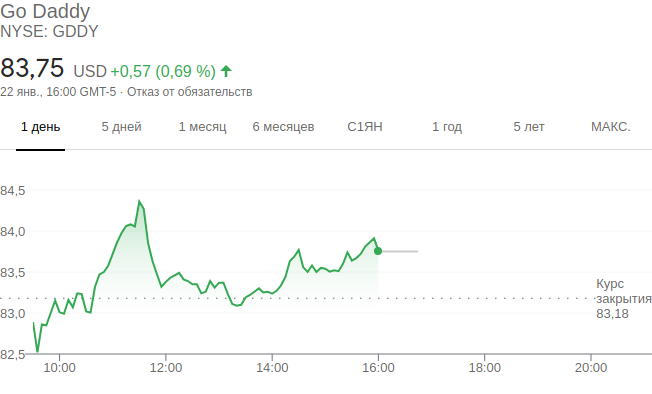 Go Daddy
NYSE: GDDY
83,75 USD +0,57 (0,69 %)
22 янв., 16:00 GMT-5 · Отказ от обязательств
1 день 5 дней 1 месяц 6 месяцев С1ЯН 1 год 5 лет МАКС.
84,5
84,0
83,5
Курс
закрытия
83,18
83,0
82,5
10:00 12:00 14:00 16:00 18:00 20:00